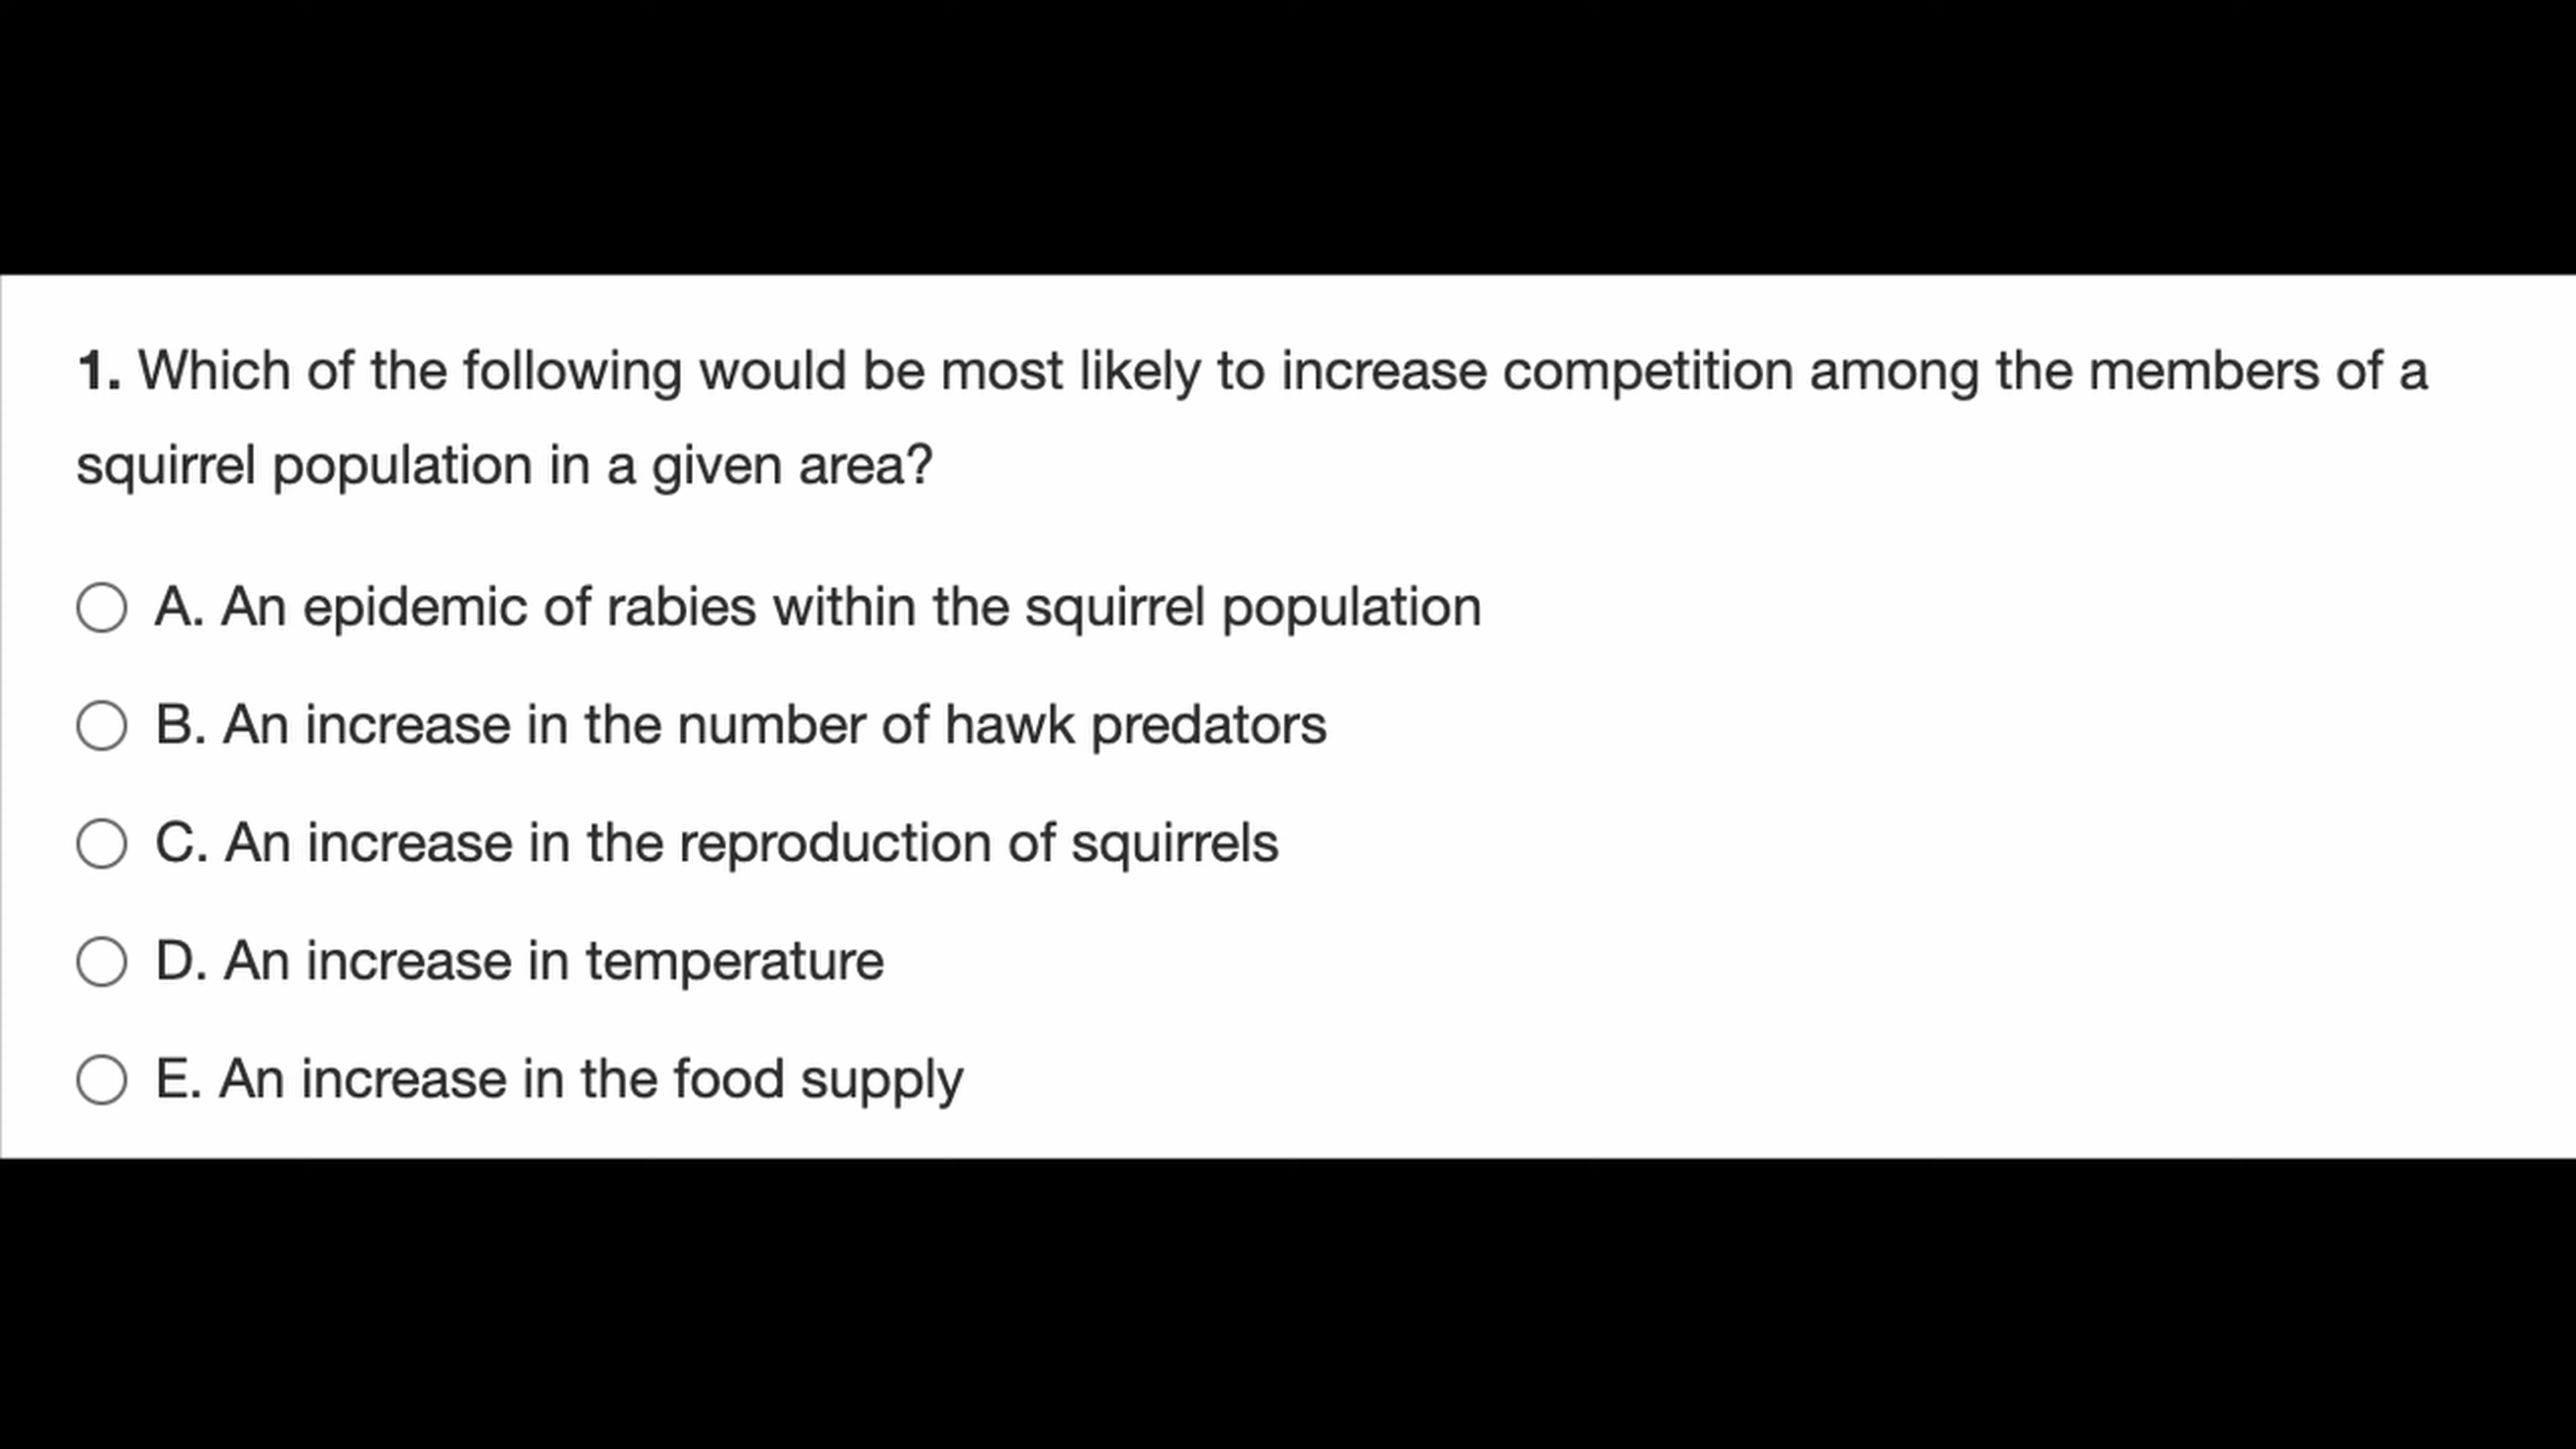 1. Which of the following would be most likely to increase competition among the members of a
squirrel population in a given area?
A. An epidemic of rabies within the squirrel population
B. An increase in the number of hawk predators
C. An increase in the reproduction of squirrels
D. An increase in temperature
E. An increase in the food supply